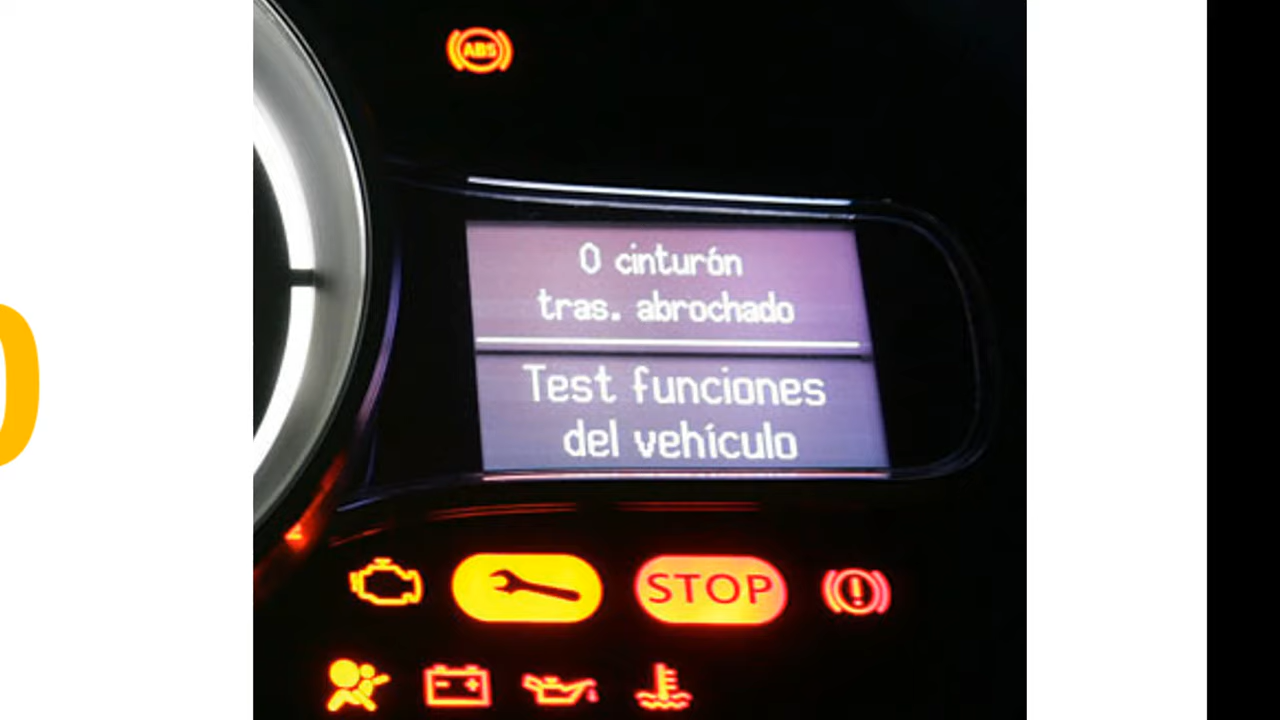 ABS
0 cinturón
tras. abrochado
Test funciones
del vehículo
STOP